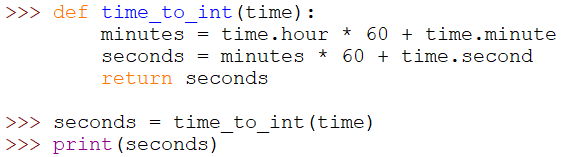 >>> def time_to_int(time):
        minutes = time.hour * 60 + time.minute
        seconds = minutes * 60 + time.second
        return seconds

>>> seconds = time_to_int(time)
>>> print(seconds)